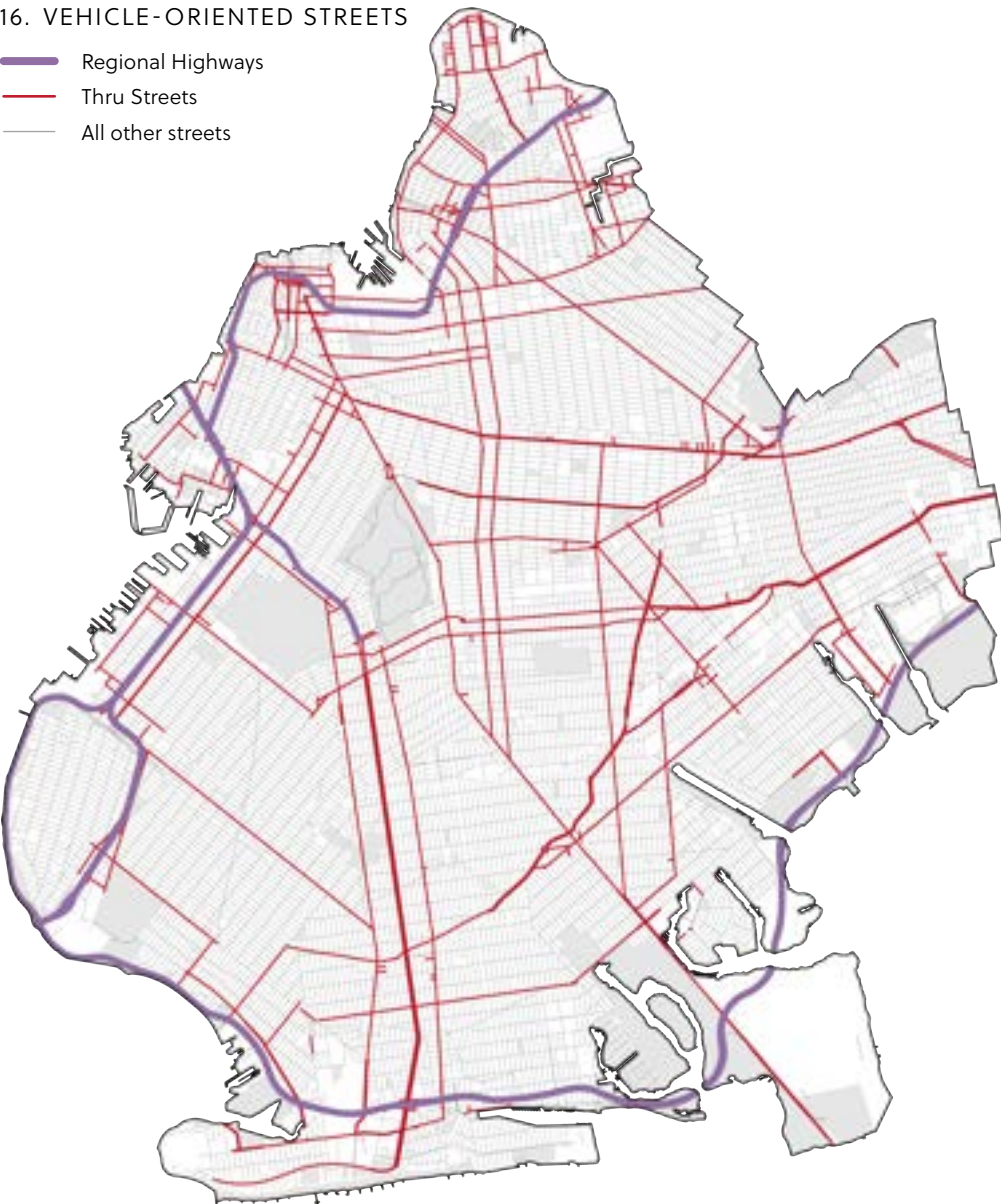 16. VEHICLE-ORIENTED STREETS
Regional Highways
Thru Streets
All other streets